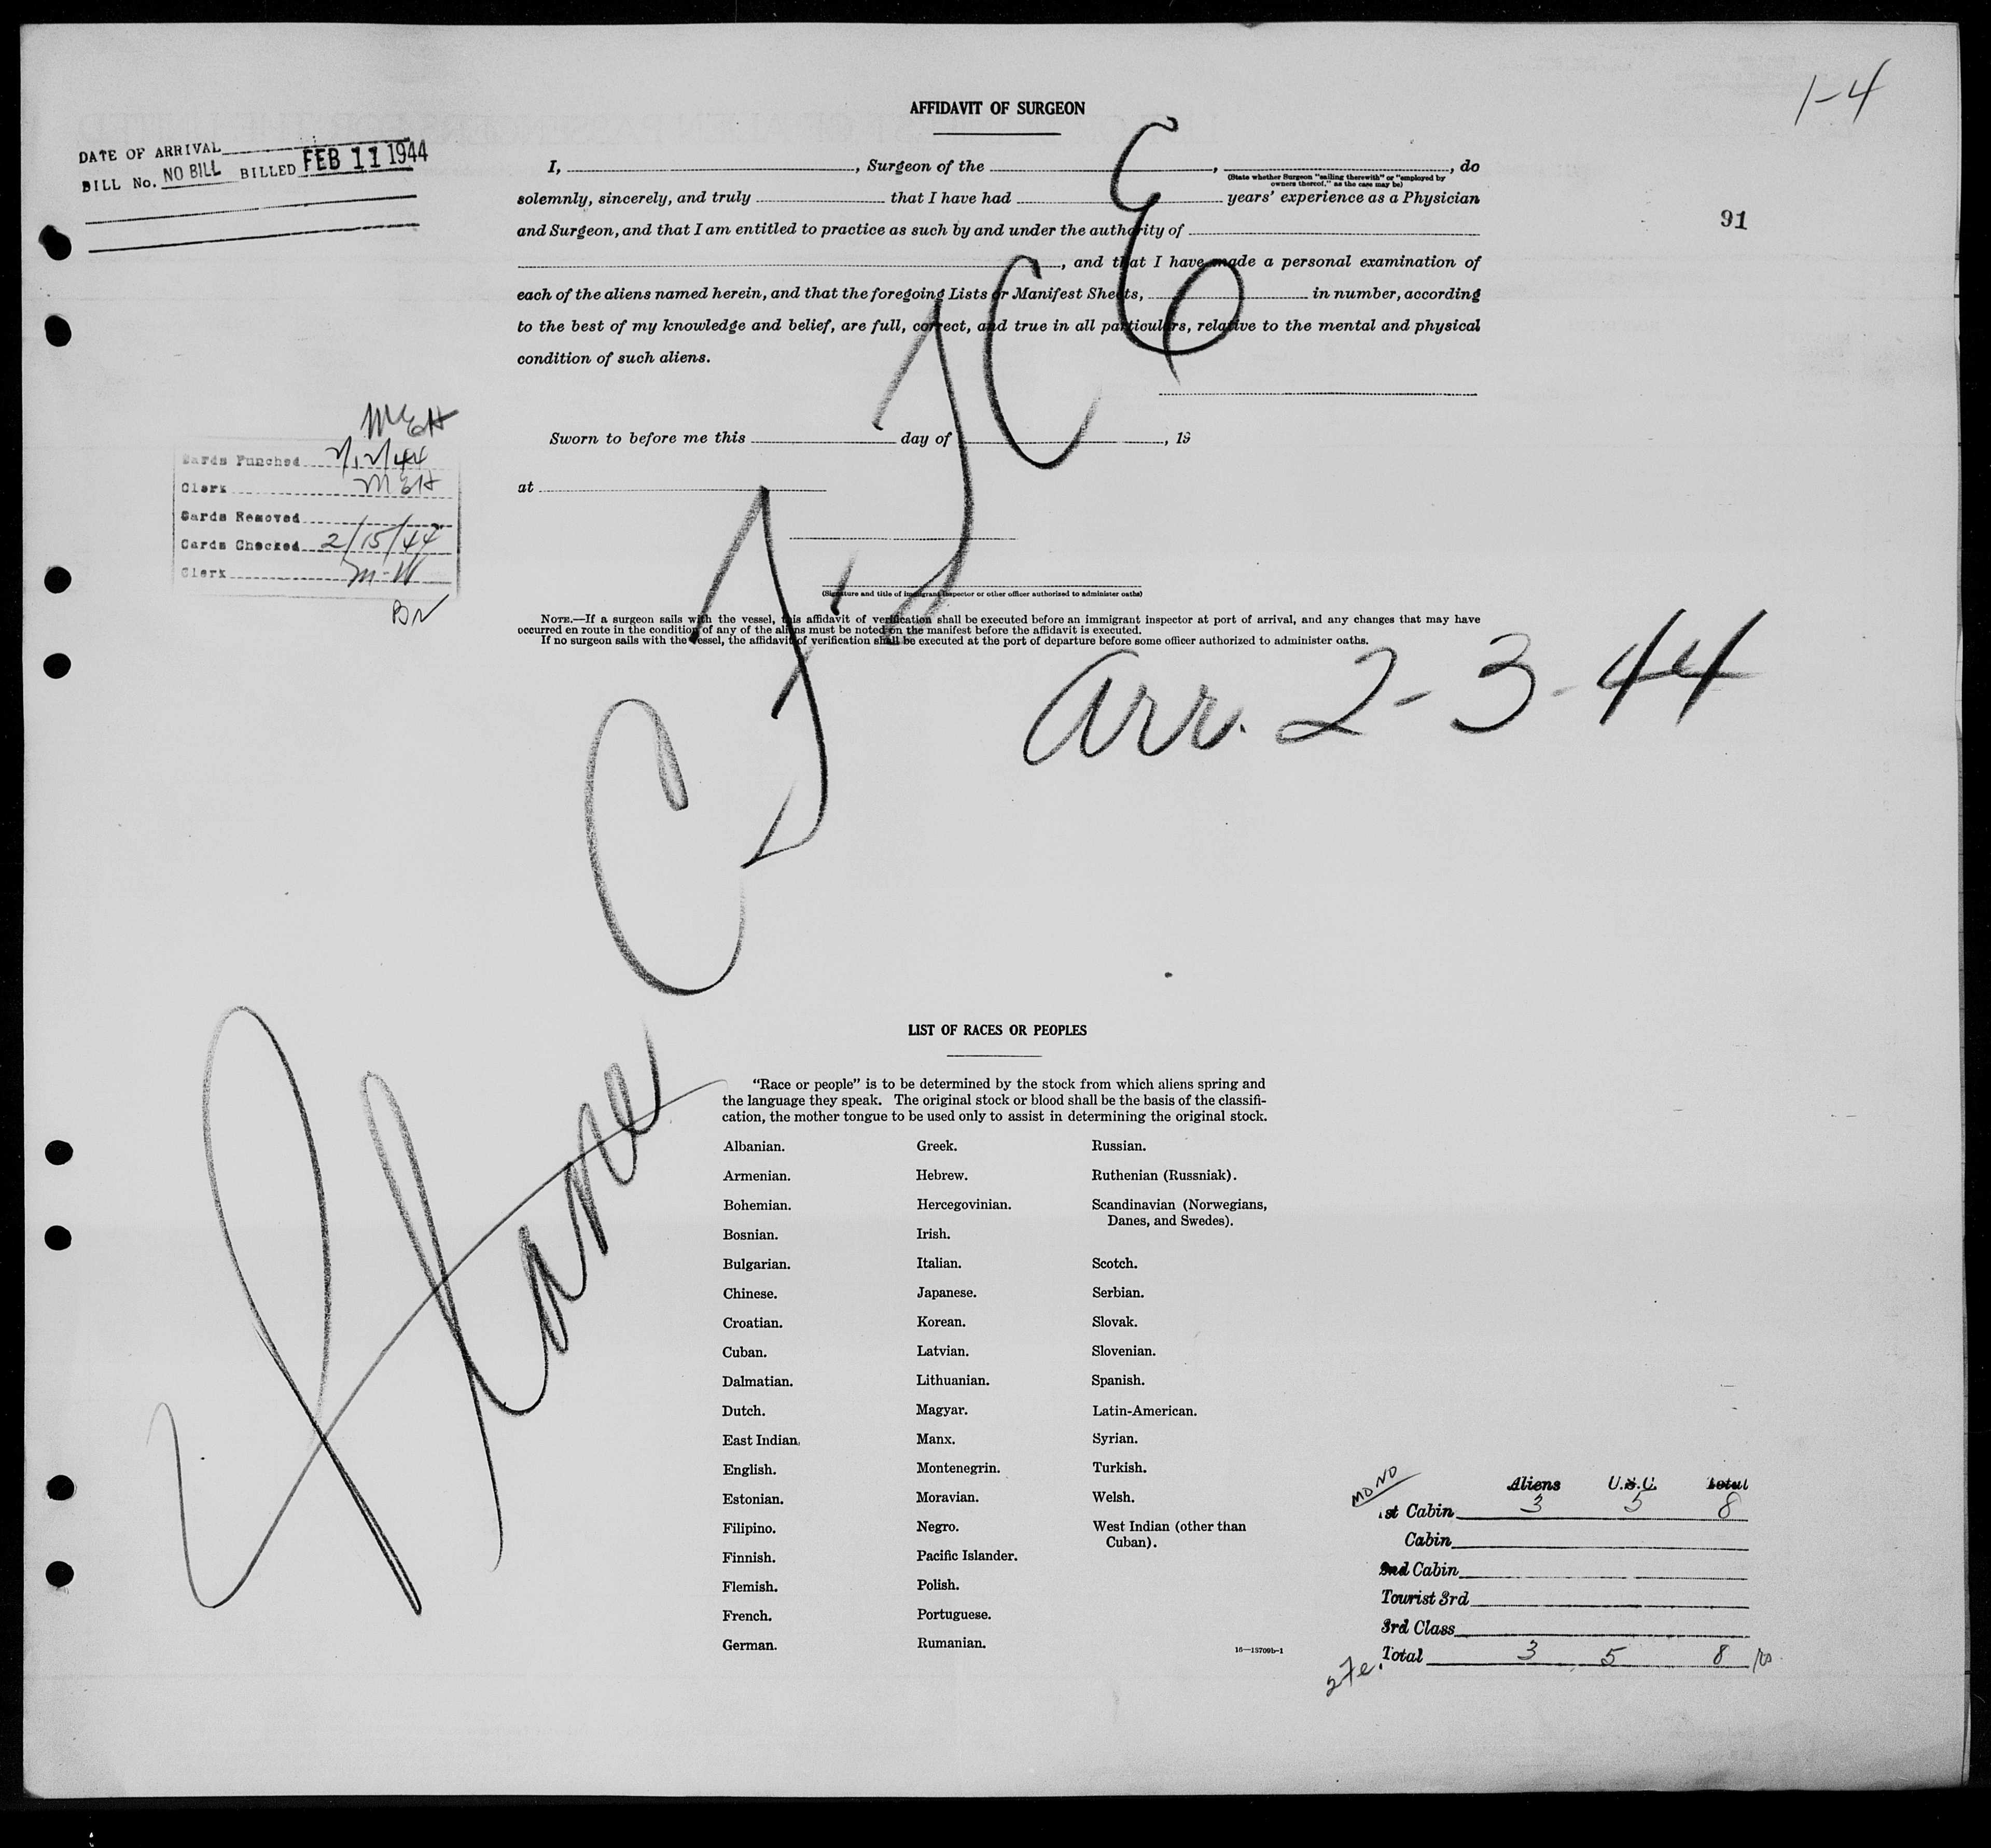 1-4
AFFIDAVIT OF SURGEON
DATE OF ARRIVAL
BILL No. NO BILL BILLED FEB 11 1944
91
I, , Surgeon of the , , do
(State whether Surgeon "sailing therewith" or "employed by
owners thereof," as the case may be)
solemnly, sincerely, and truly that I have had years' experience as a Physician
and Surgeon, and that I am entitled to practice as such by and under the authority of
, and that I have made a personal examination of
each of the aliens named herein, and that the foregoing Lists or Manifest Sheets, in number, according
to the best of my knowledge and belief, are full, correct, and true in all particulars, relative to the mental and physical
condition of such aliens.
Sworn to before me this day of , 19
at
(Signature and title of immigrant inspector or other officer authorized to administer oaths)
MEH
Cards Punched 2/12/44
Clerk MEH
Cards Removed
Cards Checked 2/15/44
Clerk M-W
NOTE.—If a surgeon sails with the vessel, this affidavit of verification shall be executed before an immigrant inspector at port of arrival, and any changes that may have
occurred en route in the condition of any of the aliens must be noted on the manifest before the affidavit is executed.
If no surgeon sails with the vessel, the affidavit of verification shall be executed at the port of departure before some officer authorized to administer oaths.
arr. 2-3-44
Plane
LIST OF RACES OR PEOPLES
"Race or people" is to be determined by the stock from which aliens spring and
the language they speak. The original stock or blood shall be the basis of the classifi-
cation, the mother tongue to be used only to assist in determining the original stock.
Albanian. Greek. Russian.
Armenian. Hebrew. Ruthenian (Russniak).
Bohemian. Hercegovinian. Scandinavian (Norwegians,
Danes, and Swedes).
Bosnian. Irish.
Bulgarian. Italian. Scotch.
Chinese. Japanese. Serbian.
Croatian. Korean. Slovak.
Cuban. Latvian. Slovenian.
Dalmatian. Lithuanian. Spanish.
Dutch. Magyar. Latin-American.
East Indian. Manx. Syrian.
English. Montenegrin. Turkish.
Estonian. Moravian. Welsh.
Filipino. Negro. West Indian (other than
Cuban).
Finnish. Pacific Islander.
Flemish. Polish.
French. Portuguese.
German. Rumanian.
16—13709b-1
Aliens U.S.C. Total
1st Cabin 3 5 8
Cabin
2nd Cabin
Tourist 3rd
3rd Class
Total 3 5 8